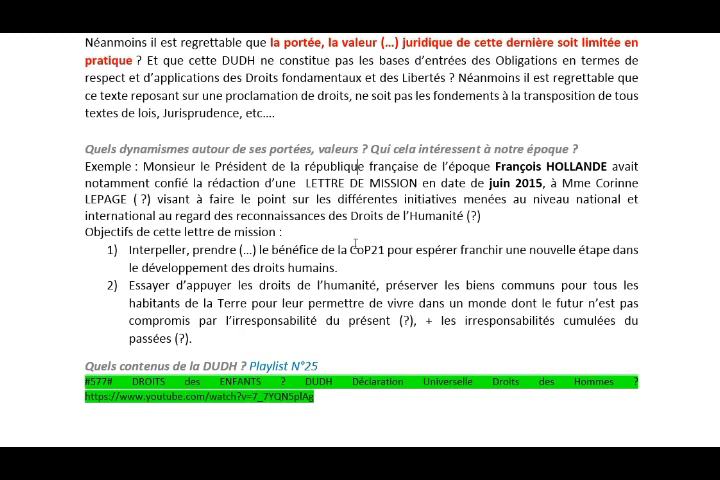 Néanmoins il est regrettable que la portée, la valeur (…) juridique de cette dernière soit limitée en
pratique ? Et que cette DUDH ne constitue pas les bases d’entrées des Obligations en termes de
respect et d’applications des Droits fondamentaux et des Libertés ? Néanmoins il est regrettable que
ce texte reposant sur une proclamation de droits, ne soit pas les fondements à la transposition de tous
textes de lois, Jurisprudence, etc….
Quels dynamismes autour de ses portées, valeurs ? Qui cela intéressent à notre époque ?
Exemple : Monsieur le Président de la république française de l’époque François HOLLANDE avait
notamment confié la rédaction d’une LETTRE DE MISSION en date de juin 2015, à Mme Corinne
LEPAGE ( ?) visant à faire le point sur les différentes initiatives menées au niveau national et
international au regard des reconnaissances des Droits de l’Humanité (?)
Objectifs de cette lettre de mission :
1) Interpeller, prendre (…) le bénéfice de la CoP21 pour espérer franchir une nouvelle étape dans
le développement des droits humains.
2) Essayer d’appuyer les droits de l’humanité, préserver les biens communs pour tous les
habitants de la Terre pour leur permettre de vivre dans un monde dont le futur n’est pas
compromis par l’irresponsabilité du présent (?), + les irresponsabilités cumulées du
passées (?).
Quels contenus de la DUDH ? Playlist N°25
#577# DROITS des ENFANTS ? DUDH Déclaration Universelle Droits des Hommes ?
https://www.youtube.com/watch?v=7_7YQN5plAg